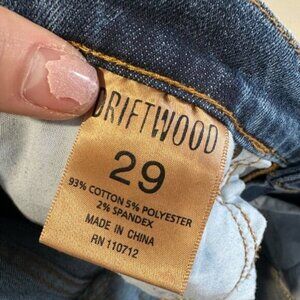 DRIFTWOOD
29
93% COTTON 5% POLYESTER
2% SPANDEX
MADE IN CHINA
RN 110712